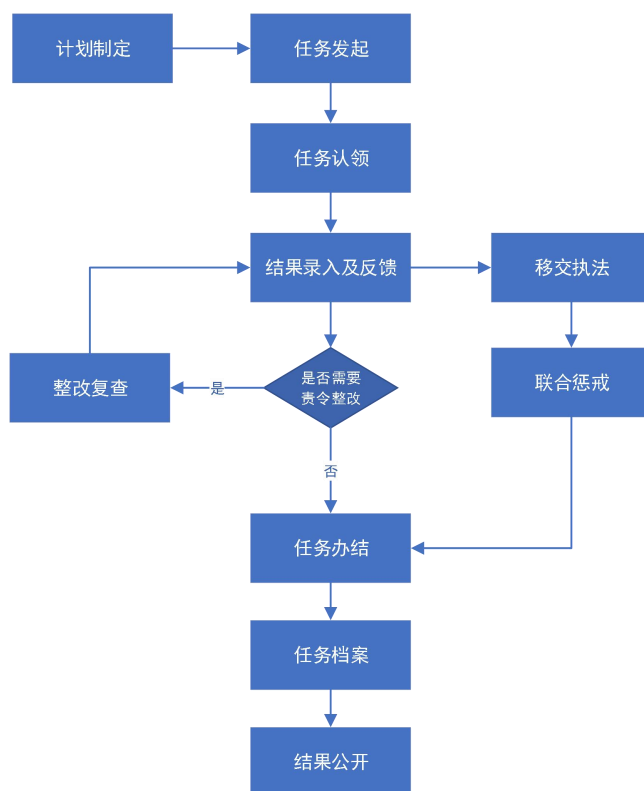 计划制定
任务发起
任务认领
结果录入及反馈
移交执法
整改复查
是
是否需要
责令整改
联合惩戒
否
任务办结
任务档案
结果公开